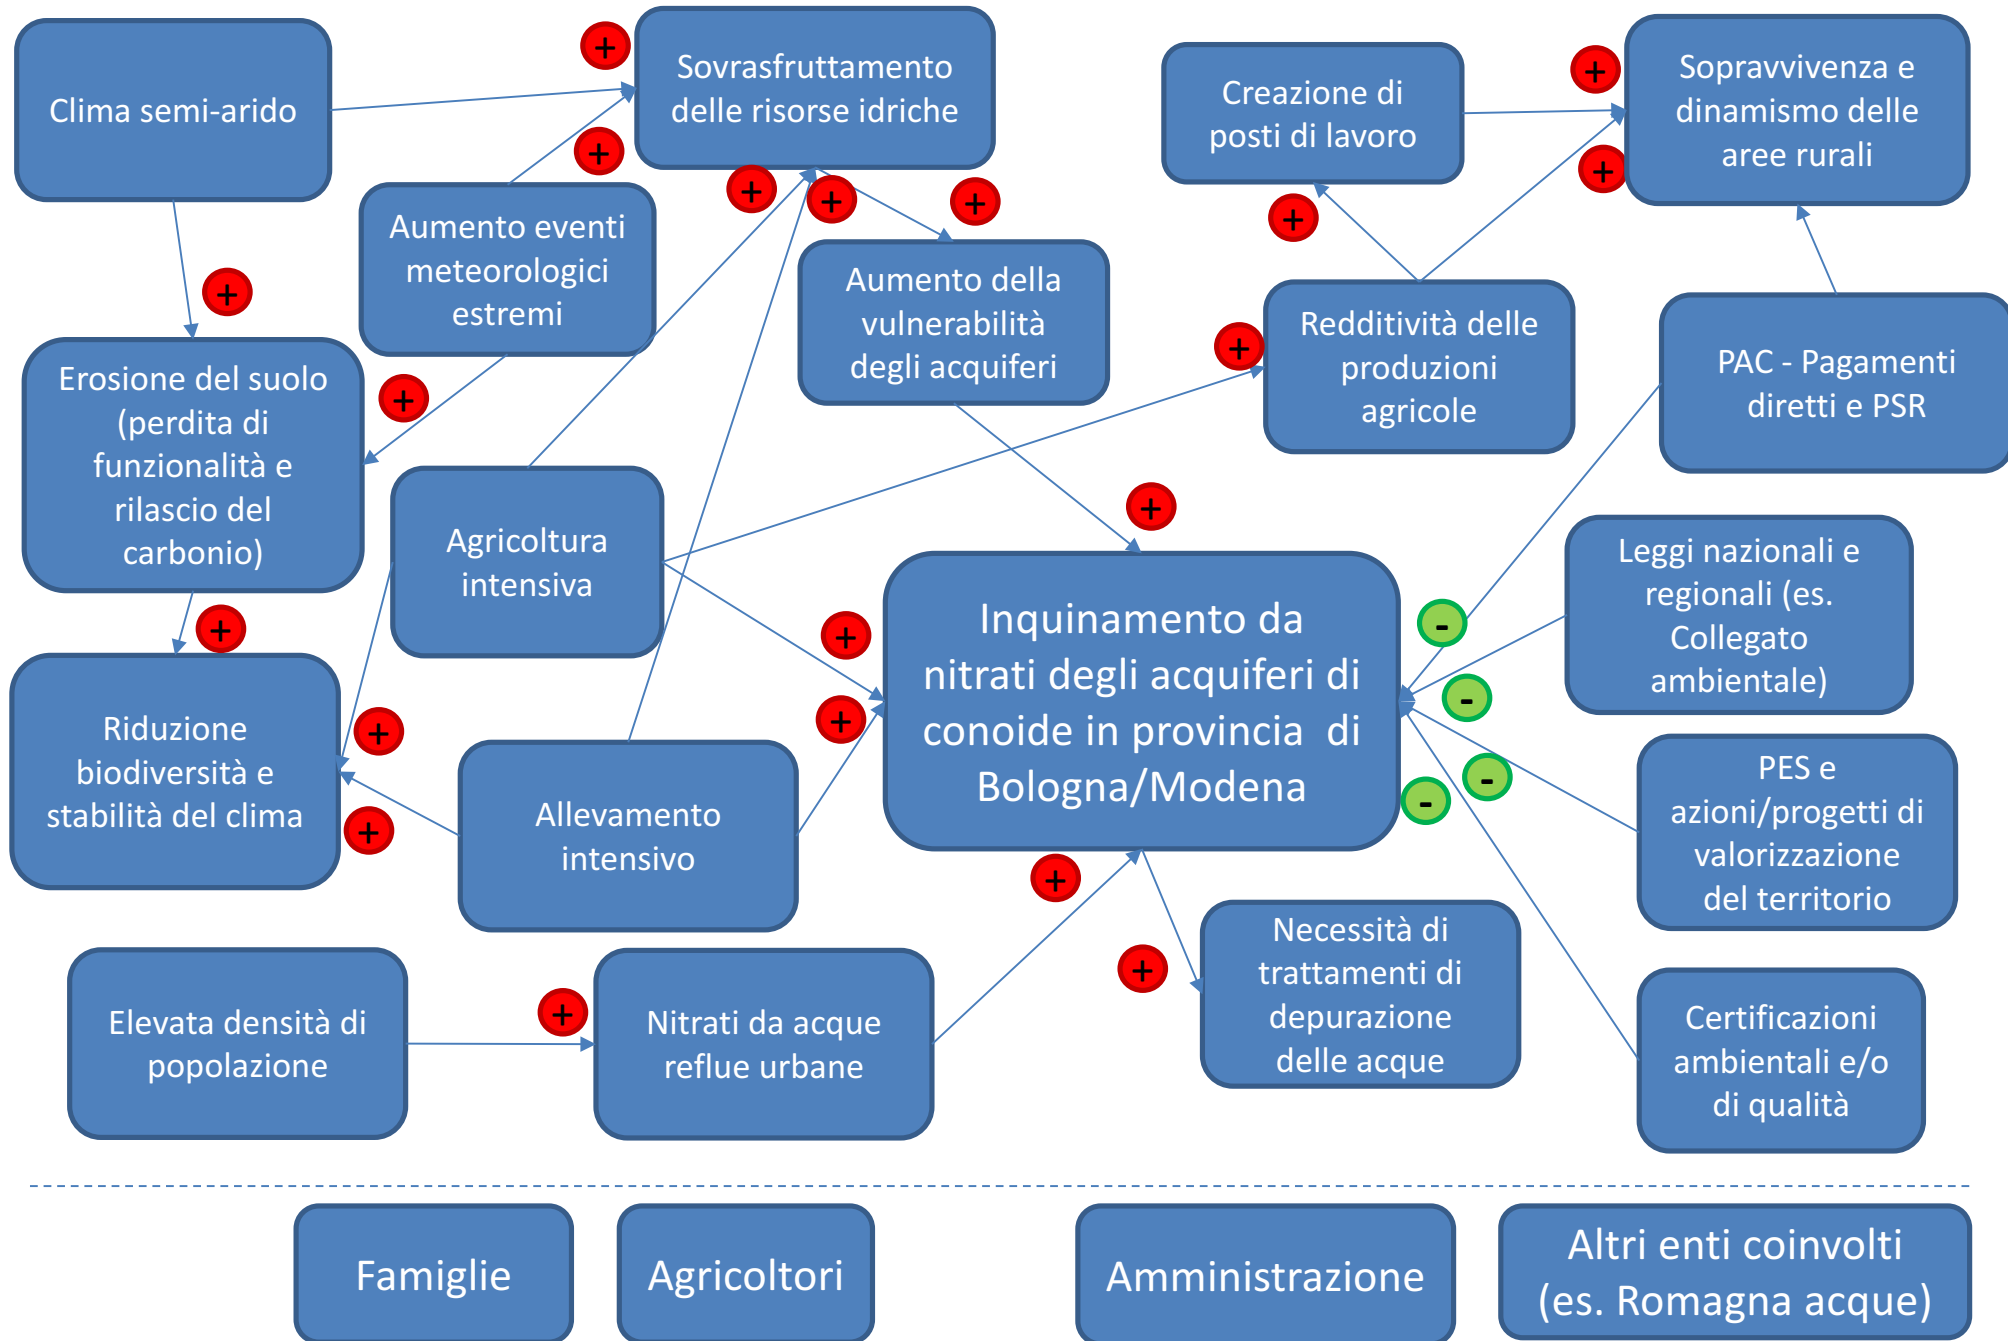 Clima semi-arido
+
Sovrasfruttamento
delle risorse idriche
+
+
+
+
Creazione di
posti di lavoro
+
Sopravvivenza e
dinamismo delle
aree rurali
+
+
Aumento eventi
meteorologici
estremi
+
Aumento della
vulnerabilità
degli acquiferi
+
Redditività delle
produzioni
agricole
+
PAC - Pagamenti
diretti e PSR
Erosione del suolo
(perdita di
funzionalità e
rilascio del
carbonio)
+
Agricoltura
intensiva
+
Leggi nazionali e
regionali (es.
Collegato
ambientale)
+
Inquinamento da
nitrati degli acquiferi di
conoide in provincia di
Bologna/Modena
+
+
-
-
-
-
Riduzione
biodiversità e
stabilità del clima
+
+
Allevamento
intensivo
PES e
azioni/progetti di
valorizzazione
del territorio
+
+
Necessità di
trattamenti di
depurazione
delle acque
Elevata densità di
popolazione
+
Nitrati da acque
reflue urbane
Certificazioni
ambientali e/o
di qualità
Famiglie
Agricoltori
Amministrazione
Altri enti coinvolti
(es. Romagna acque)